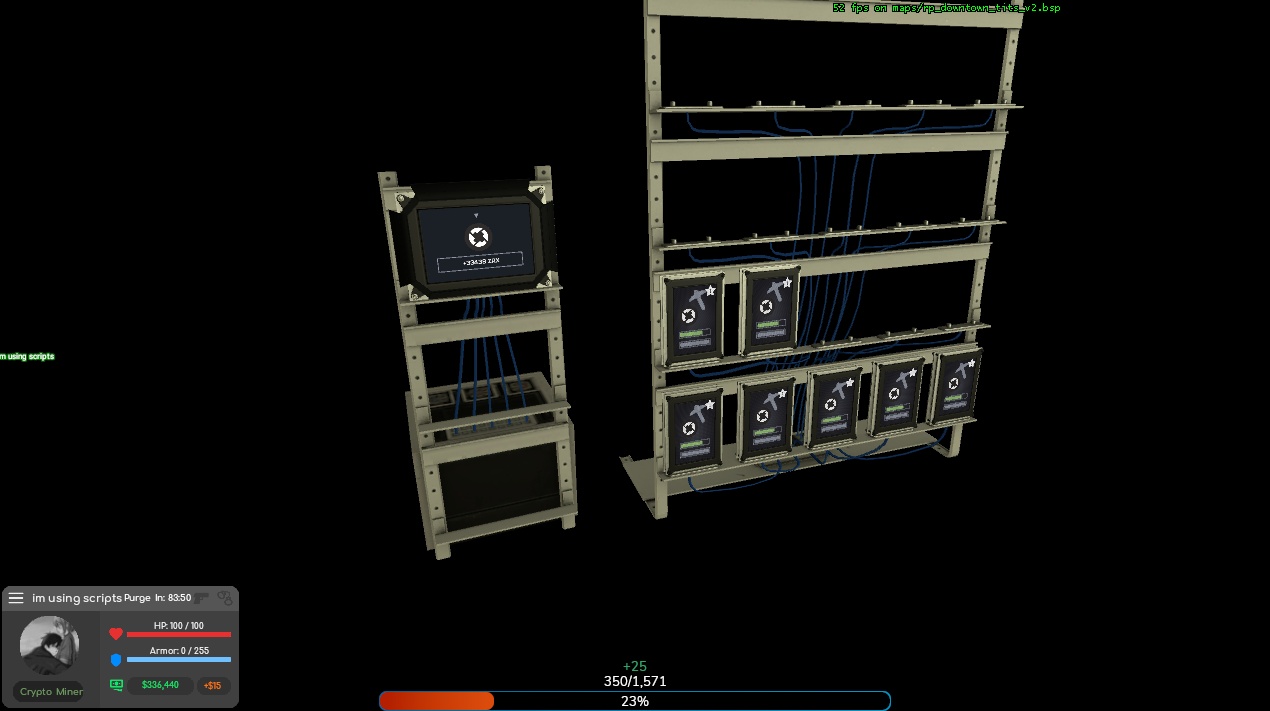 52 fps on maps/rp_downtown_tits_v2.bsp
+33439 ZRX
m using scripts
im using scripts Purge In: 83:50
HP: 100 / 100
Armor: 0 / 255
Crypto Miner
$336,440
+$15
+25
350/1,571
23%